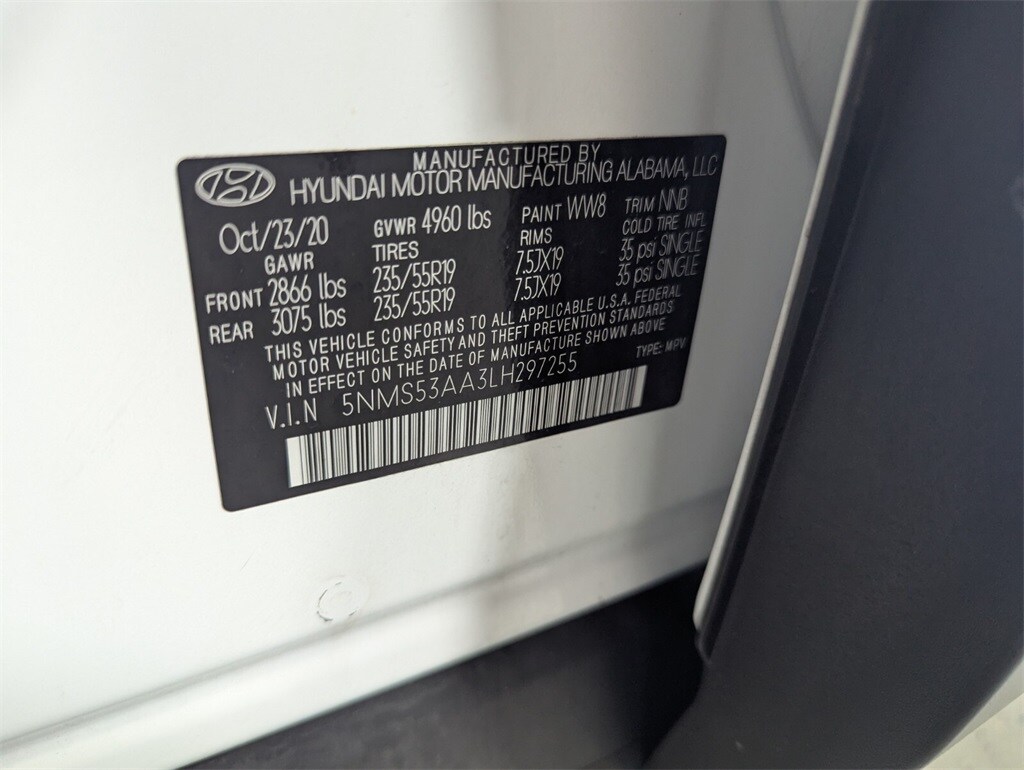 MANUFACTURED BY
HYUNDAI MOTOR MANUFACTURING ALABAMA, LLC
Oct/23/20 GVWR 4960 lbs PAINT WW8 TRIM NNB
GAWR TIRES RIMS COLD TIRE INFL
FRONT 2866 lbs 235/55R19 7.5JX19 35 psi SINGLE
REAR 3075 lbs 235/55R19 7.5JX19 35 psi SINGLE
THIS VEHICLE CONFORMS TO ALL APPLICABLE U.S.A. FEDERAL
MOTOR VEHICLE SAFETY AND THEFT PREVENTION STANDARDS
IN EFFECT ON THE DATE OF MANUFACTURE SHOWN ABOVE
V.I.N 5NMS53AA3LH297255 TYPE: MPV